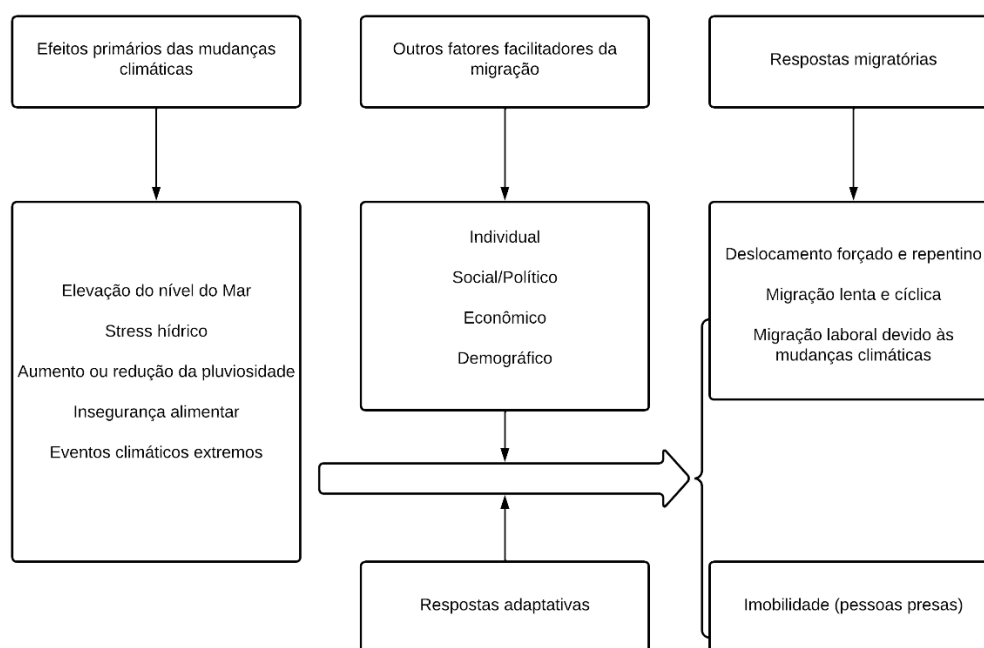 Efeitos primários das mudanças
climáticas
Outros fatores facilitadores da
migração
Respostas migratórias
Elevação do nível do Mar
Stress hídrico
Aumento ou redução da pluviosidade
Insegurança alimentar
Eventos climáticos extremos
Individual
Social/Político
Econômico
Demográfico
Deslocamento forçado e repentino
Migração lenta e cíclica
Migração laboral devido às
mudanças climáticas
Respostas adaptativas
Imobilidade (pessoas presas)